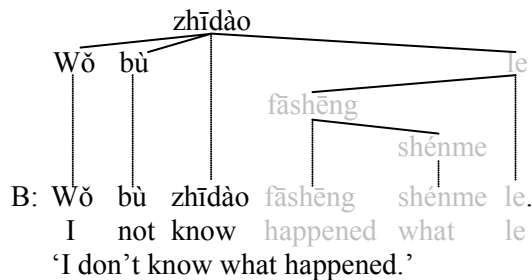 zhīdào
Wǒ bù le
fāshēng
shénme
B: Wǒ bù zhīdào fāshēng shénme le.
I not know happened what le
‘I don’t know what happened.’